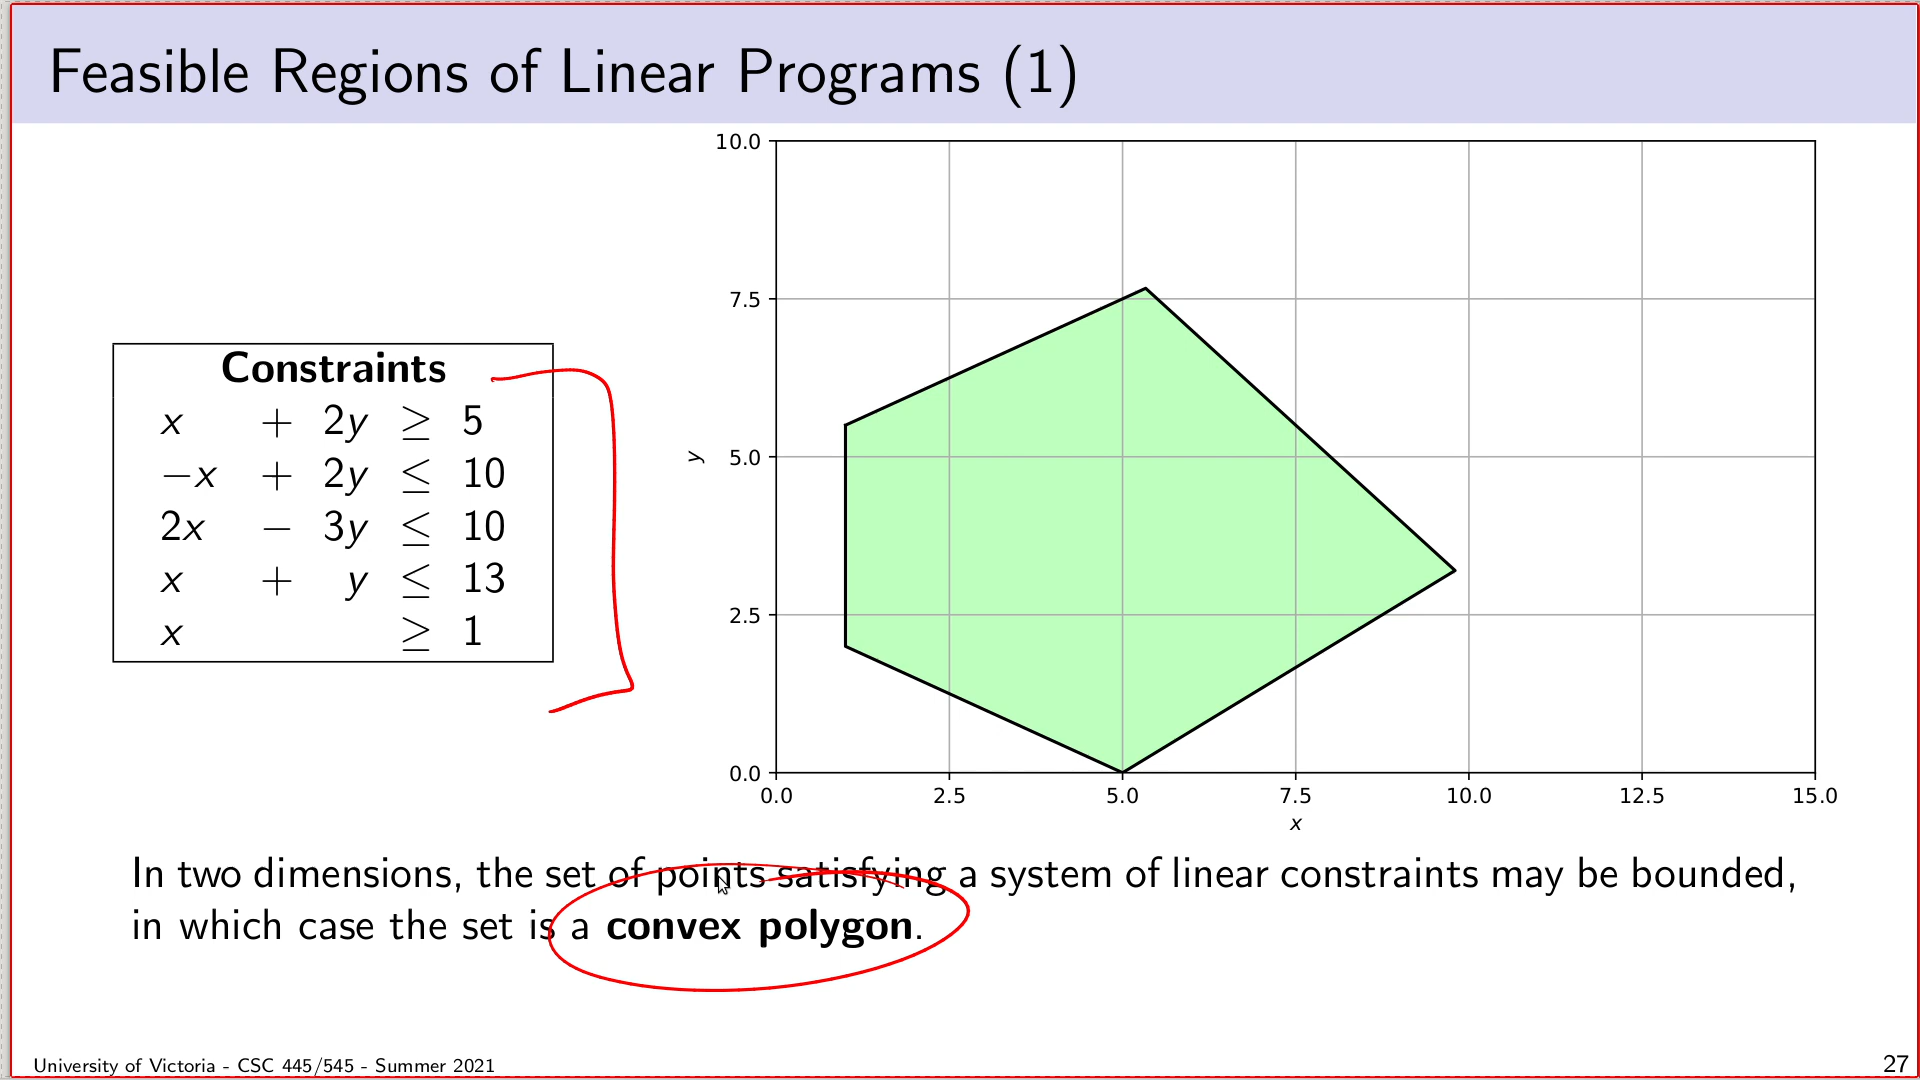 Feasible Regions of Linear Programs (1)
Constraints
x + 2y ≥ 5
−x + 2y ≤ 10
2x − 3y ≤ 10
x + y ≤ 13
x ≥ 1
10.0
7.5
5.0
2.5
0.0
y
0.0 2.5 5.0 7.5 10.0 12.5 15.0
x
In two dimensions, the set of points satisfying a system of linear constraints may be bounded,
in which case the set is a convex polygon.
University of Victoria - CSC 445/545 - Summer 2021
27